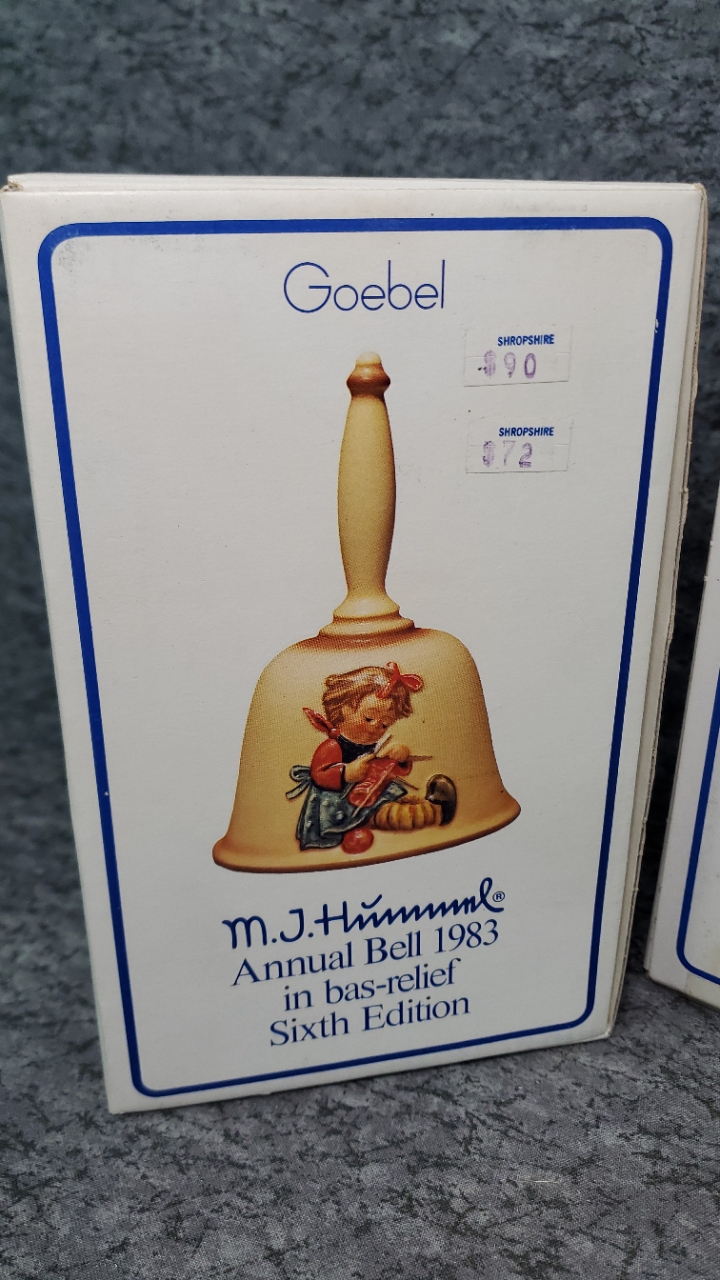 Goebel
SHROPSHIRE
$90
SHROPSHIRE
$72
M.J.Hummel®
Annual Bell 1983
in bas-relief
Sixth Edition